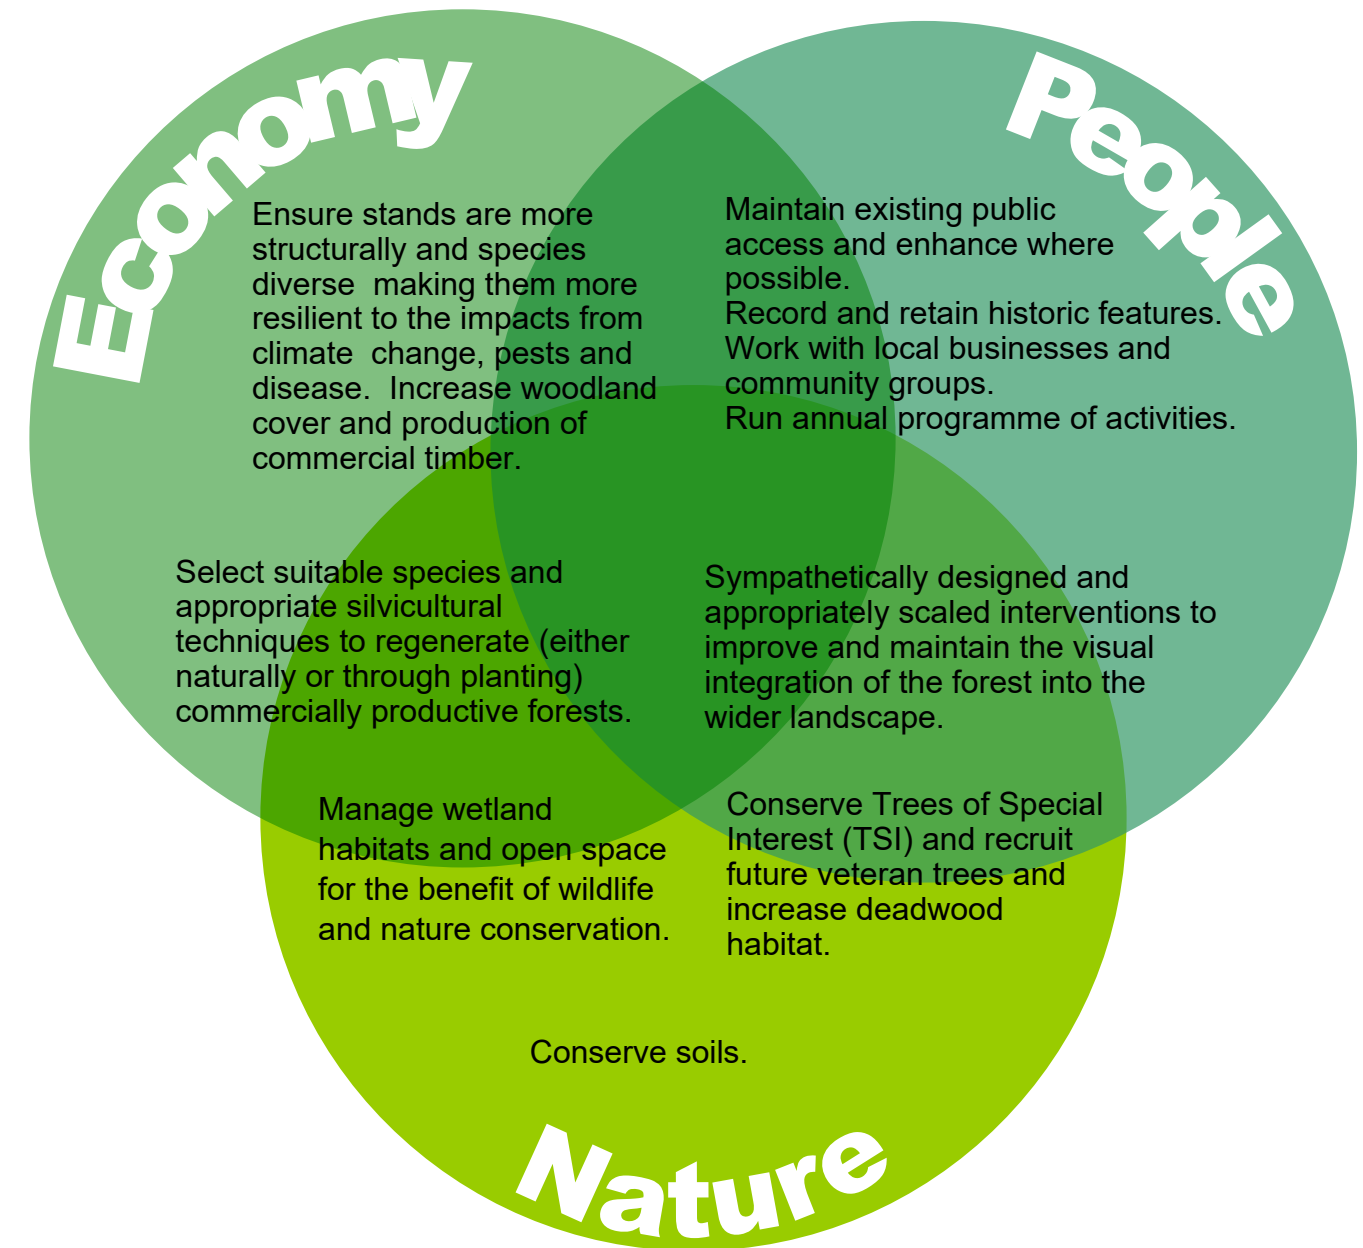 Economy
People
Ensure stands are more
structurally and species
diverse  making them more
resilient to the impacts from
climate  change, pests and
disease.  Increase woodland
cover and production of
commercial timber.
Maintain existing public
access and enhance where
possible.
Record and retain historic features.
Work with local businesses and
community groups.
Run annual programme of activities.
Select suitable species and
appropriate silvicultural
techniques to regenerate (either
naturally or through planting)
commercially productive forests.
Sympathetically designed and
appropriately scaled interventions to
improve and maintain the visual
integration of the forest into the
wider landscape.
Manage wetland
habitats and open space
for the benefit of wildlife
and nature conservation.
Conserve Trees of Special
Interest (TSI) and recruit
future veteran trees and
increase deadwood
habitat.
Conserve soils.
Nature